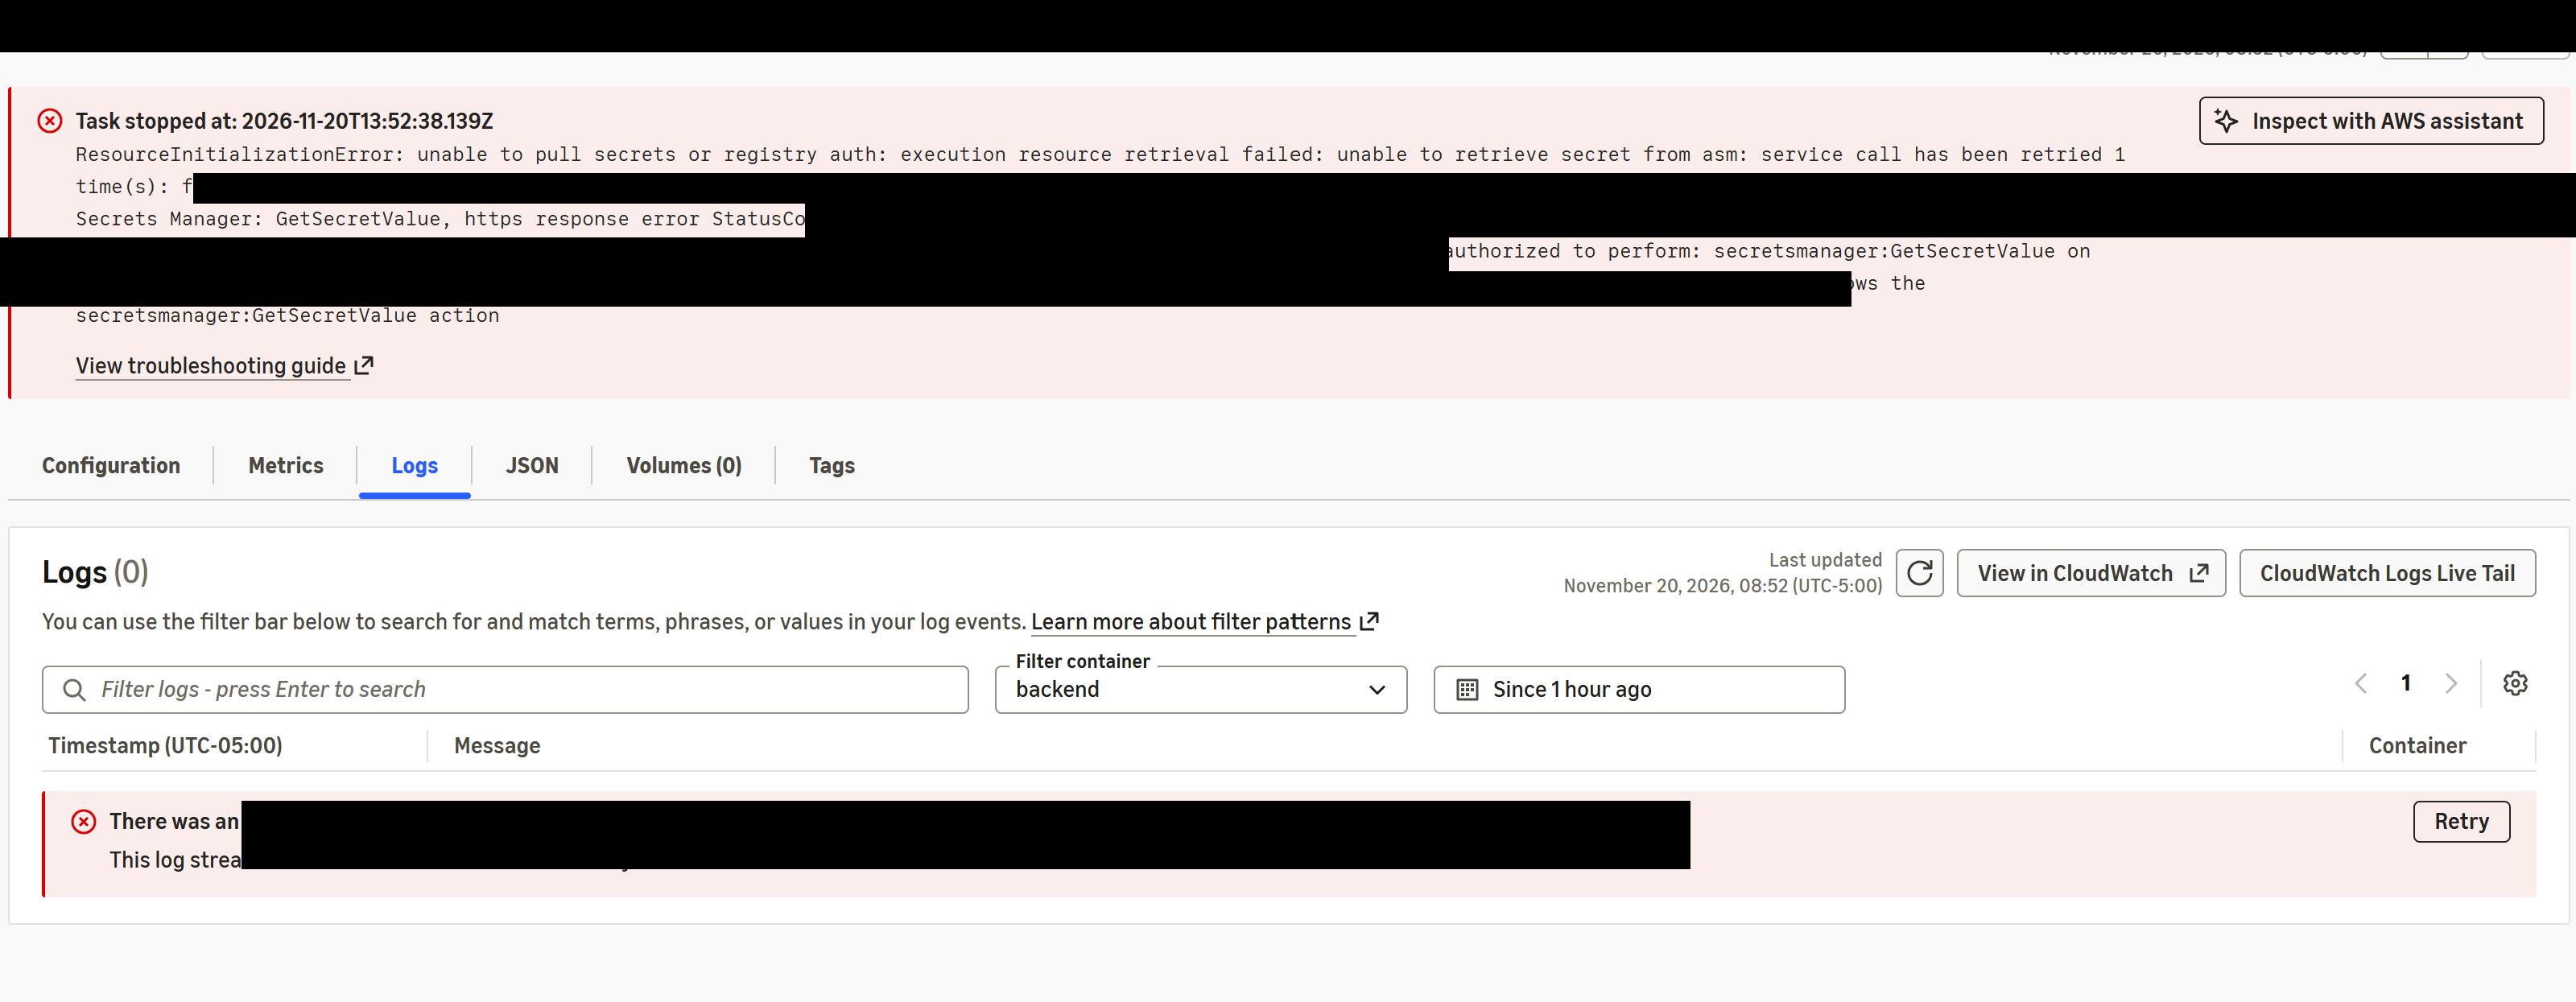 Task stopped at: 2026-11-20T13:52:38.139Z
Inspect with AWS assistant
ResourceInitializationError: unable to pull secrets or registry auth: execution resource retrieval failed: unable to retrieve secret from asm: service call has been retried 1
time(s): f
Secrets Manager: GetSecretValue, https response error StatusCo
authorized to perform: secretsmanager:GetSecretValue on
ows the
secretsmanager:GetSecretValue action
View troubleshooting guide
Configuration
Metrics
Logs
JSON
Volumes (0)
Tags
Logs (0)
Last updated
November 20, 2026, 08:52 (UTC-5:00)
View in CloudWatch
CloudWatch Logs Live Tail
You can use the filter bar below to search for and match terms, phrases, or values in your log events. Learn more about filter patterns
Filter logs - press Enter to search
Filter container
backend
Since 1 hour ago
1
Timestamp (UTC-05:00)
Message
Container
There was an
Retry
This log strea